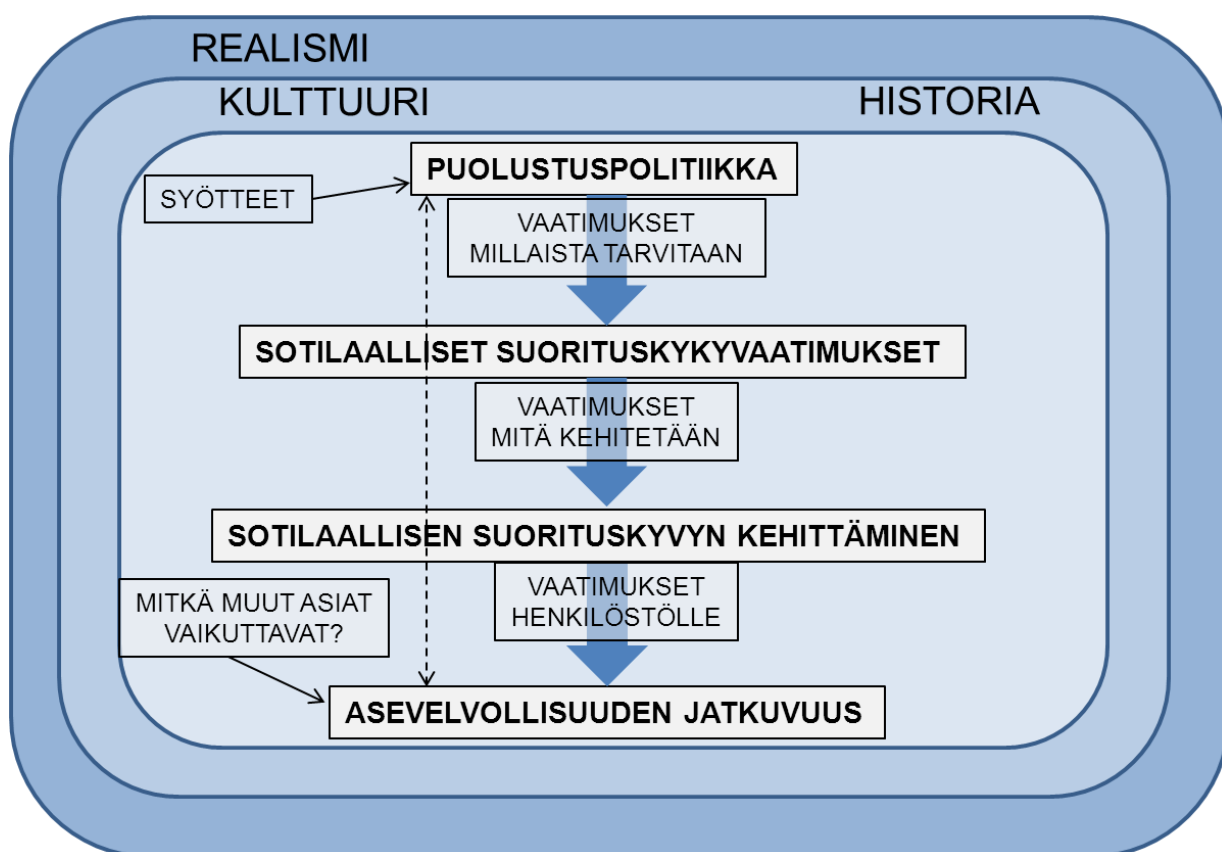 REALISMI
KULTTUURI
HISTORIA
PUOLUSTUSPOLITIIKKA
SYÖTTEET
VAATIMUKSET
MILLAISTA TARVITAAN
SOTILAALLISET SUORITUSKYKYVAATIMUKSET
VAATIMUKSET
MITÄ KEHITETÄÄN
SOTILAALLISEN SUORITUSKYVYN KEHITTÄMINEN
VAATIMUKSET
HENKILÖSTÖLLE
MITKÄ MUUT ASIAT
VAIKUTTAVAT?
ASEVELVOLLISUUDEN JATKUVUUS